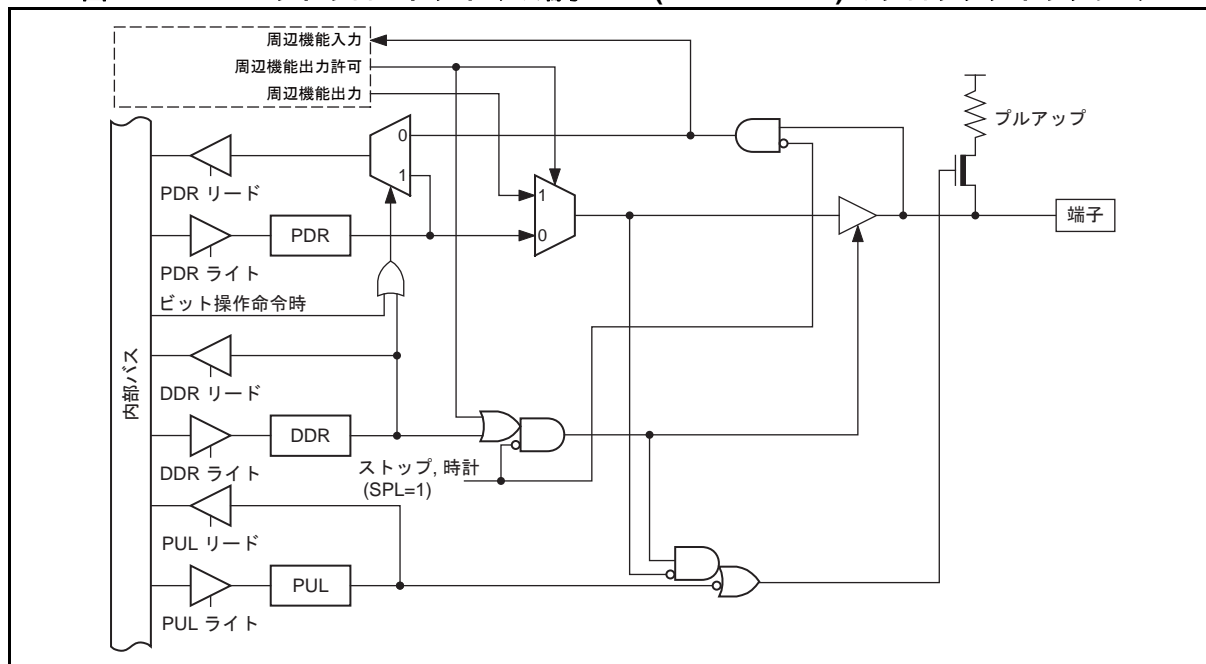 周辺機能入力
周辺機能出力許可
周辺機能出力
プルアップ
0
1
PDR リード
1
端子
PDR
0
PDR ライト
ビット操作命令時
内部バス
DDR リード
DDR
DDR ライト
ストップ, 時計
(SPL=1)
PUL リード
PUL
PUL ライト